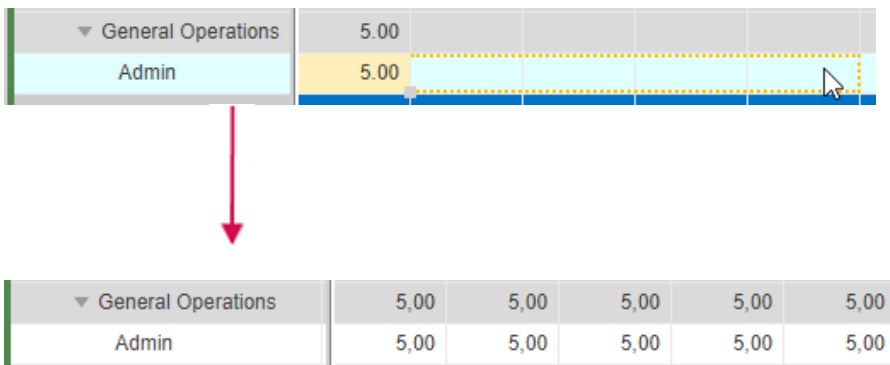 General Operations 5.00
Admin 5.00
General Operations 5,00 5,00 5,00 5,00 5,00
Admin 5,00 5,00 5,00 5,00 5,00